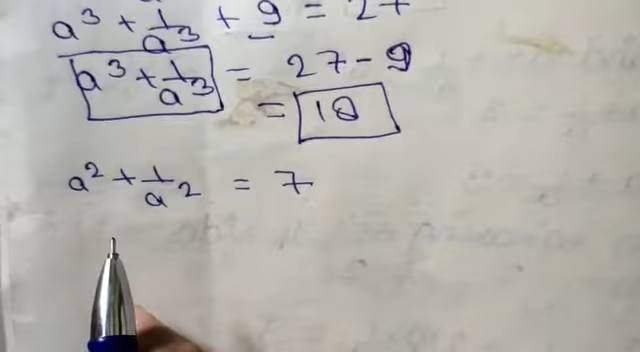 a³ + 1/a³ + 9 = 27
a³ + 1/a³ = 27 - 9
= 18
a² + 1/a² = 7